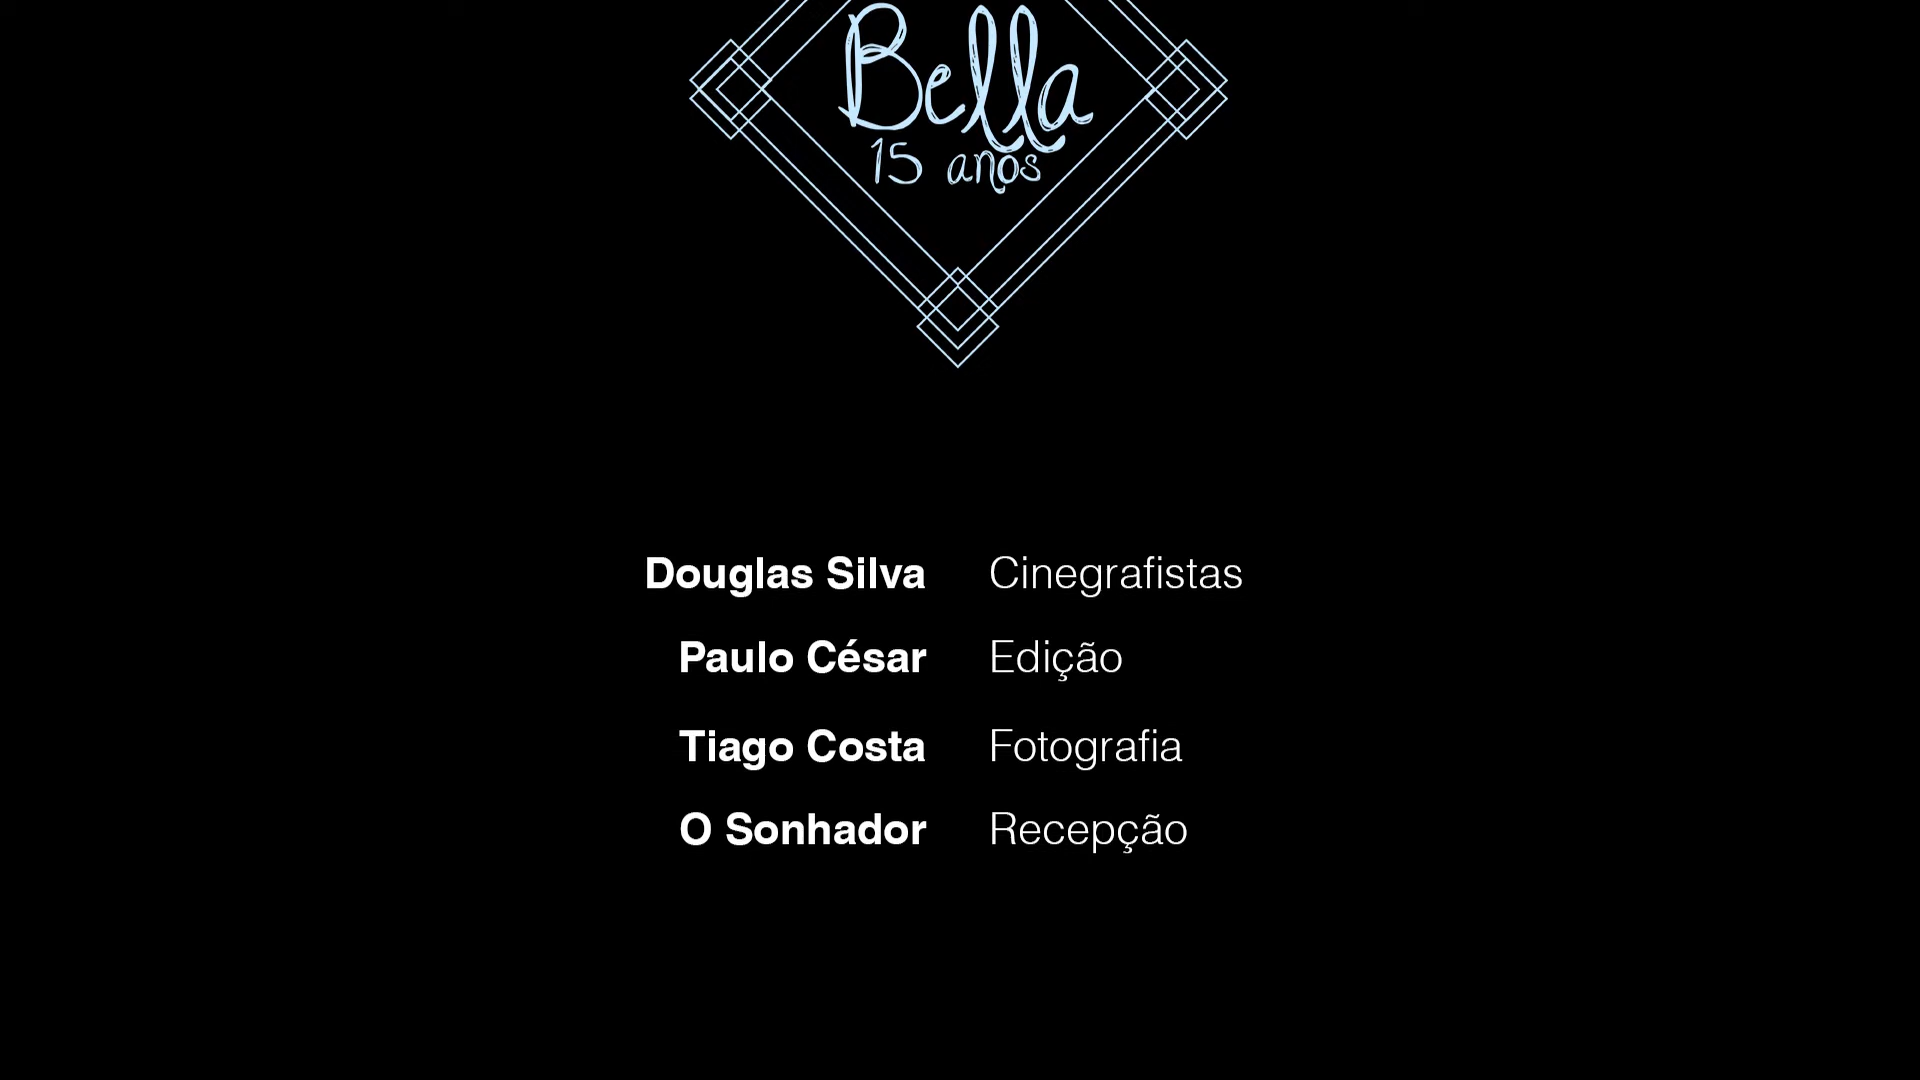 Bella
15 anos
Douglas Silva Cinegrafistas
Paulo César Edição
Tiago Costa Fotografia
O Sonhador Recepção